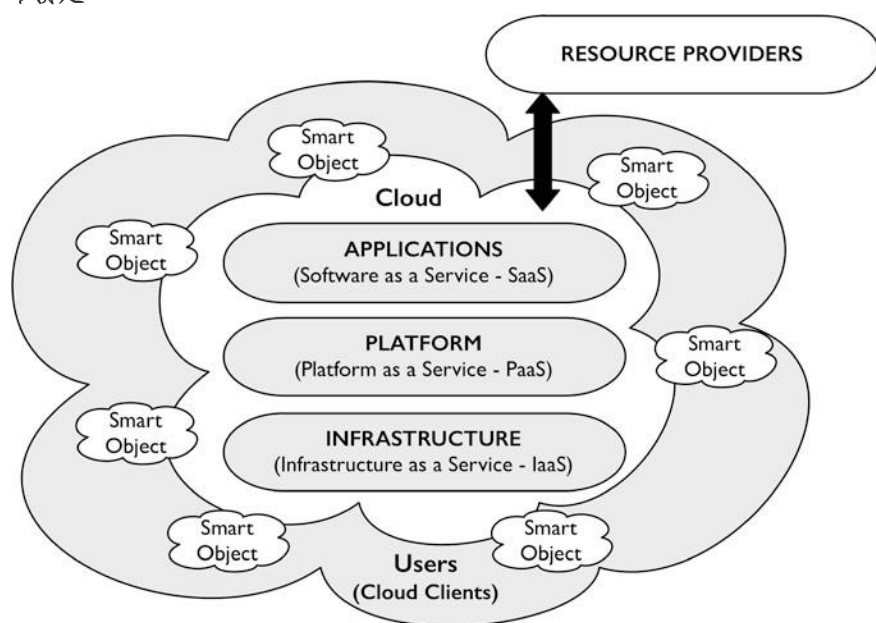 RESOURCE PROVIDERS
Smart
Object
Smart
Object
Cloud
Smart
Object
APPLICATIONS
(Software as a Service - SaaS)
PLATFORM
(Platform as a Service - PaaS)
Smart
Object
Smart
Object
INFRASTRUCTURE
(Infrastructure as a Service - IaaS)
Smart
Object
Smart
Object
Users
(Cloud Clients)